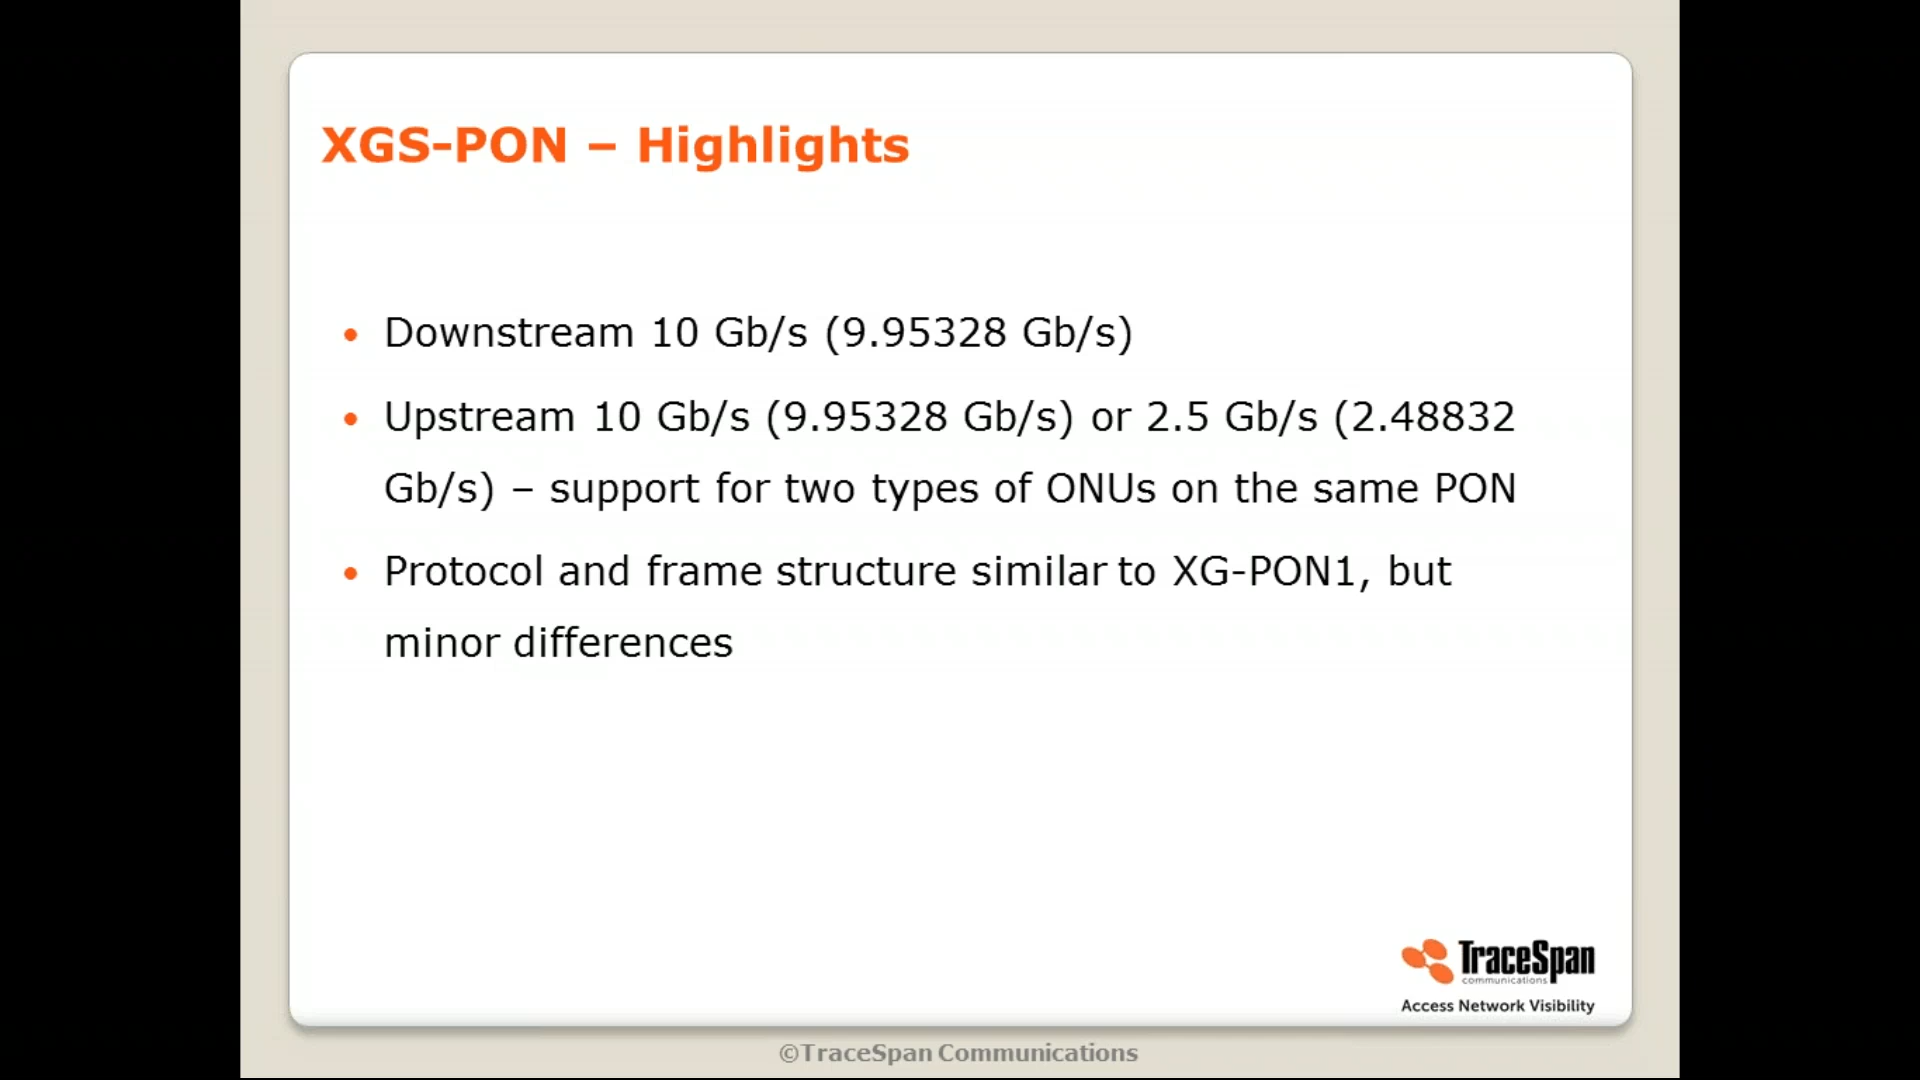 XGS-PON – Highlights
• Downstream 10 Gb/s (9.95328 Gb/s)
• Upstream 10 Gb/s (9.95328 Gb/s) or 2.5 Gb/s (2.48832
Gb/s) – support for two types of ONUs on the same PON
• Protocol and frame structure similar to XG-PON1, but
minor differences
TraceSpan
communications
Access Network Visibility
©TraceSpan Communications